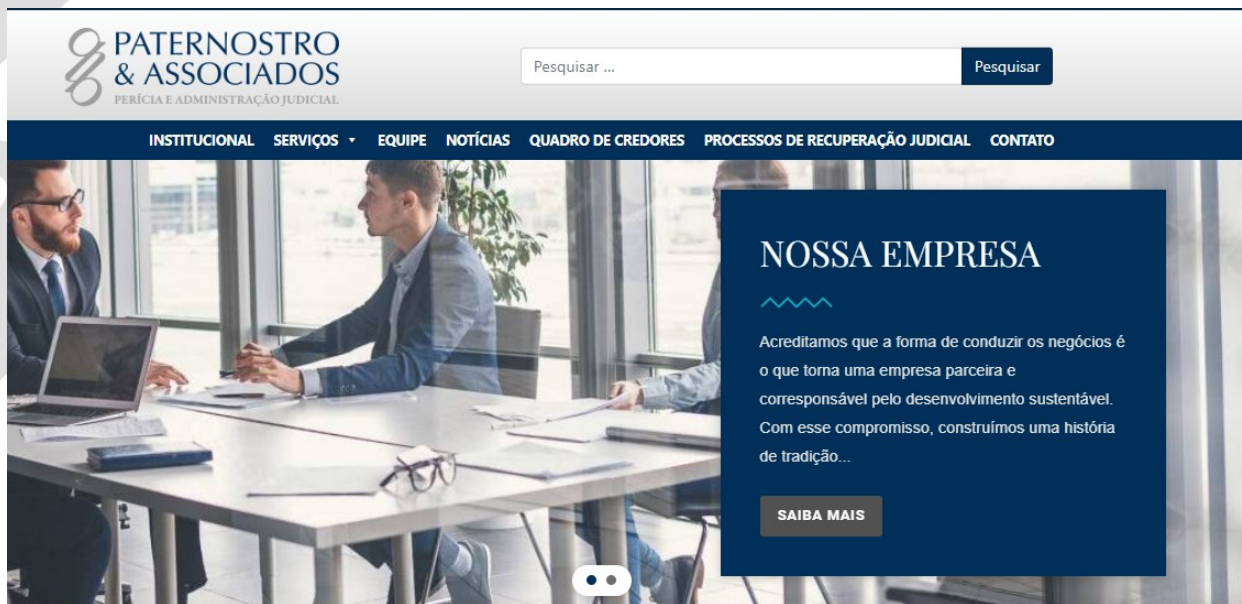 PATERNOSTRO
& ASSOCIADOS
PERÍCIA E ADMINISTRAÇÃO JUDICIAL
Pesquisar ...
Pesquisar
INSTITUCIONAL SERVIÇOS EQUIPE NOTÍCIAS QUADRO DE CREDORES PROCESSOS DE RECUPERAÇÃO JUDICIAL CONTATO
NOSSA EMPRESA
Acreditamos que a forma de conduzir os negócios é
o que torna uma empresa parceira e
corresponsável pelo desenvolvimento sustentável.
Com esse compromisso, construímos uma história
de tradição...
SAIBA MAIS